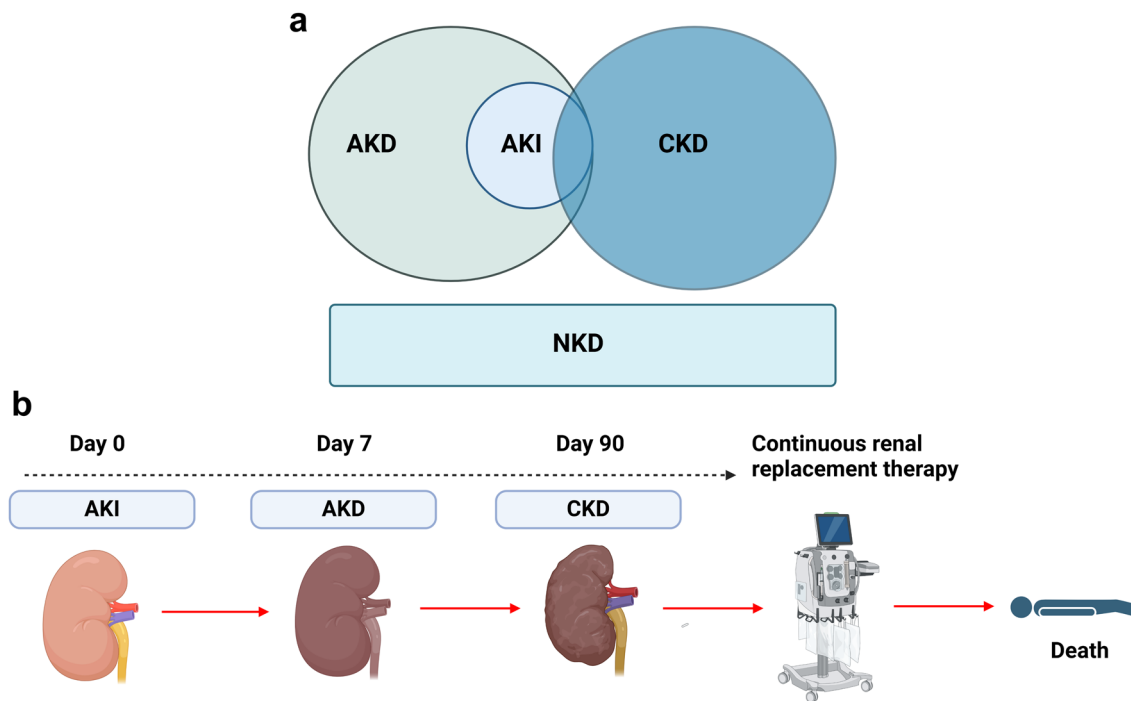 a
AKD
AKI
CKD
NKD
b
Day 0
Day 7
Day 90
Continuous renal
replacement therapy
AKI
AKD
CKD
Death